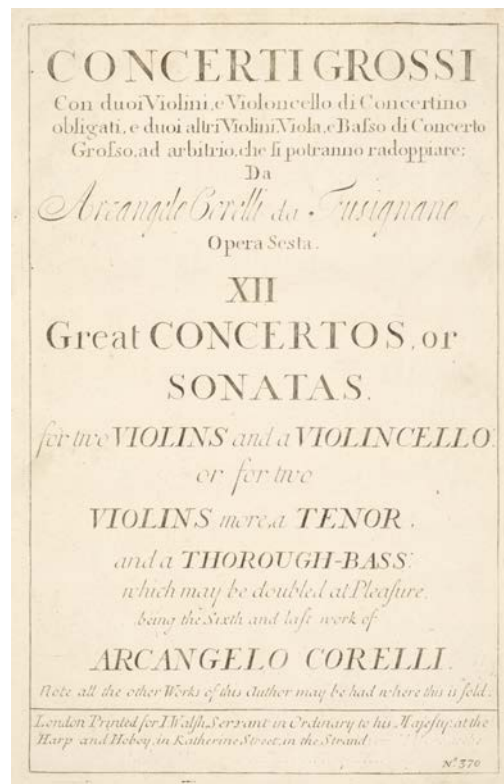 CONCERTI GROSSI
Con duoi Violini, e Violoncello di Concertino
obligati, e duoi altri Violini, Viola, e Basso di Concerto
Grosso, ad arbitrio, che si potranno radoppiare;
Da
Arcangelo Corelli da Fusignano
Opera Sesta.
XII
Great CONCERTOS, or
SONATAS,
for two VIOLINS and a VIOLINCELLO:
or for two
VIOLINS more, a TENOR,
and a THOROUGH-BASS:
which may be doubled at Pleasure.
being the Sixth and last work of
ARCANGELO CORELLI.
Note all the other Works of this Author may be had where this is sold.
London Printed for I Walsh, Servant in Ordinary to his Majesty, at the
Harp and Hoboy, in Katherine Street, in the Strand
No. 370